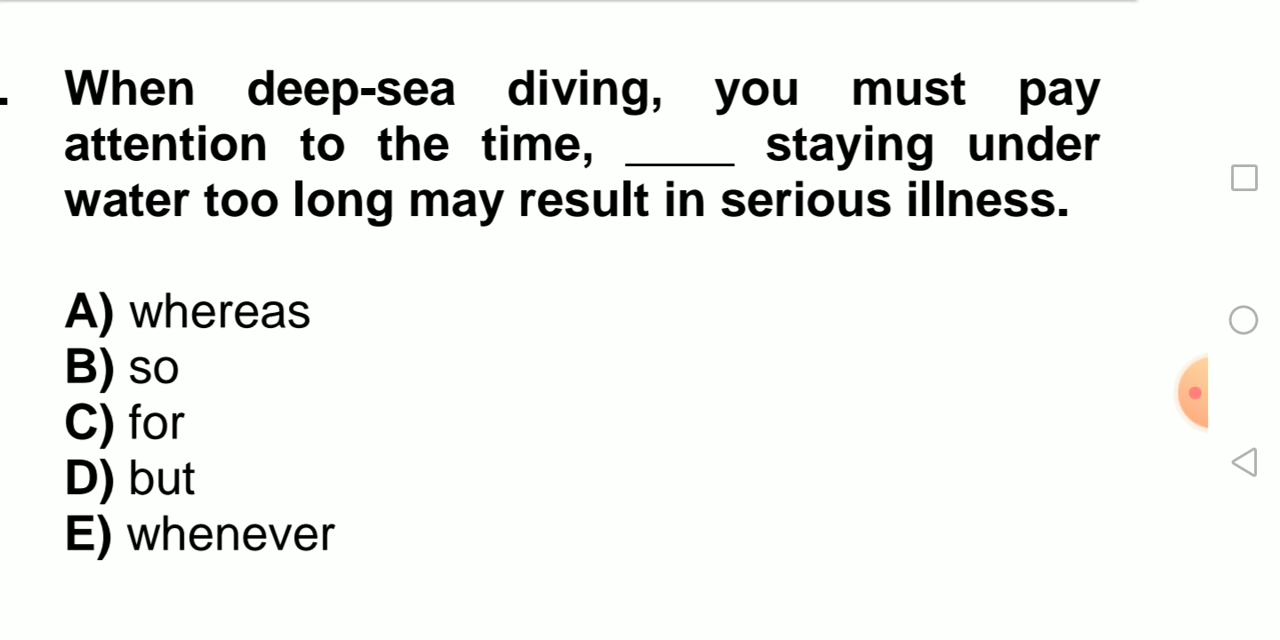 . When deep-sea diving, you must pay
attention to the time, ____ staying under
water too long may result in serious illness.
A) whereas
B) so
C) for
D) but
E) whenever